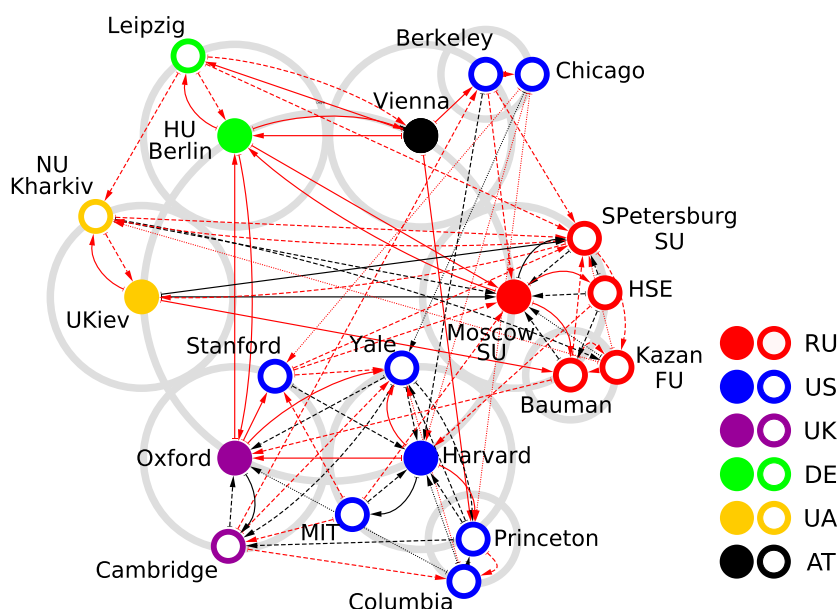 Leipzig
Berkeley
Chicago
Vienna
HU
Berlin
NU
Kharkiv
SPetersburg
SU
HSE
UKiev
Moscow
SU
Stanford
Yale
Kazan
FU
Bauman
Oxford
Harvard
MIT
Princeton
Cambridge
Columbia
RU
US
UK
DE
UA
AT